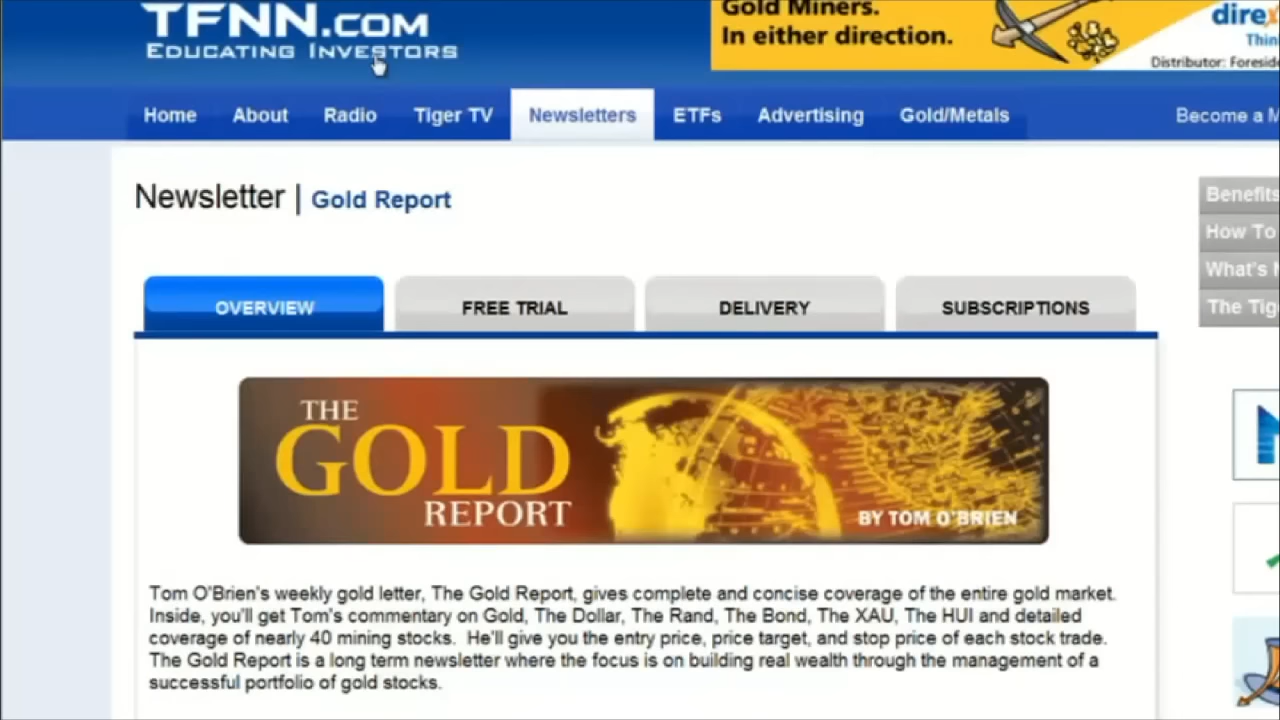 TFNN.COM
EDUCATING INVESTORS
Gold Miners.
In either direction.
Distributor:
Home About Radio Tiger TV Newsletters ETFs Advertising Gold/Metals Become a
Newsletter | Gold Report
Benefits
How To
What's
The
OVERVIEW FREE TRIAL DELIVERY SUBSCRIPTIONS
THE
GOLD
REPORT
BY TOM O'BRIEN
Tom O'Brien's weekly gold letter, The Gold Report, gives complete and concise coverage of the entire gold market.
Inside, you'll get Tom's commentary on Gold, The Dollar, The Rand, The Bond, The XAU, The HUI and detailed
coverage of nearly 40 mining stocks. He'll give you the entry price, price target, and stop price of each stock trade.
The Gold Report is a long term newsletter where the focus is on building real wealth through the management of a
successful portfolio of gold stocks.